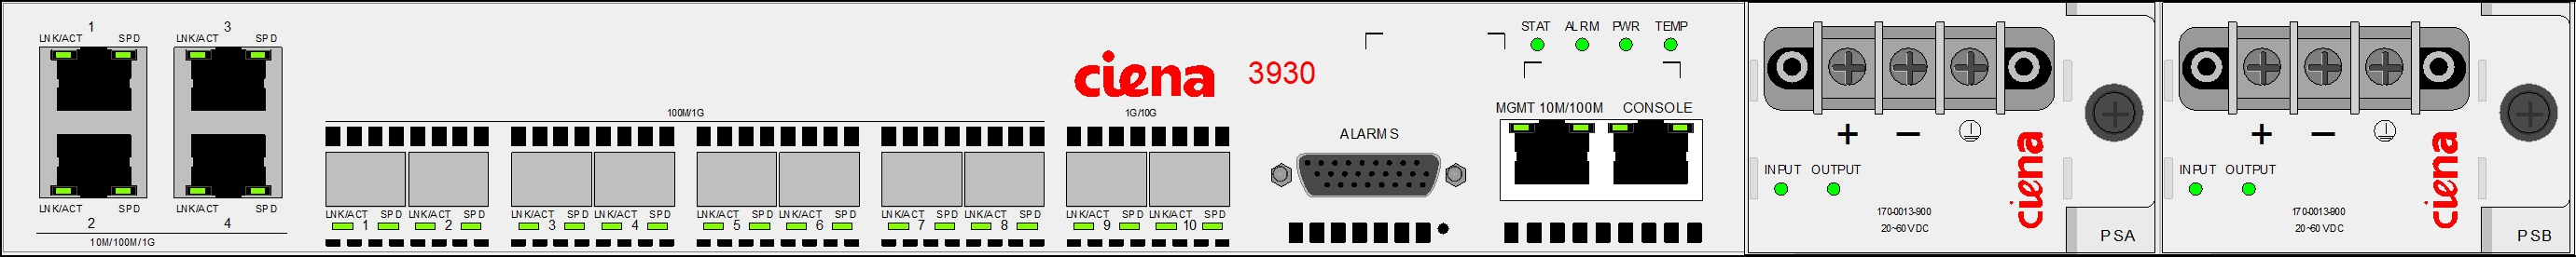 1 3
LNK/ACT SPD LNK/ACT SPD
LNK/ACT SPD LNK/ACT SPD
2 4
10M/100M/1G
100M/1G
LNK/ACT 1 SPD LNK/ACT 2 SPD
LNK/ACT 3 SPD LNK/ACT 4 SPD
LNK/ACT 5 SPD LNK/ACT 6 SPD
LNK/ACT 7 SPD LNK/ACT 8 SPD
ciena 3930
1G/10G
LNK/ACT 9 SPD LNK/ACT 10 SPD
ALARMS
STAT ALRM PWR TEMP
MGMT 10M/100M CONSOLE
+ −
INPUT OUTPUT
ciena
170-0013-900
20~60VDC
PSA
+ −
INPUT OUTPUT
ciena
170-0013-900
20~60VDC
PSB